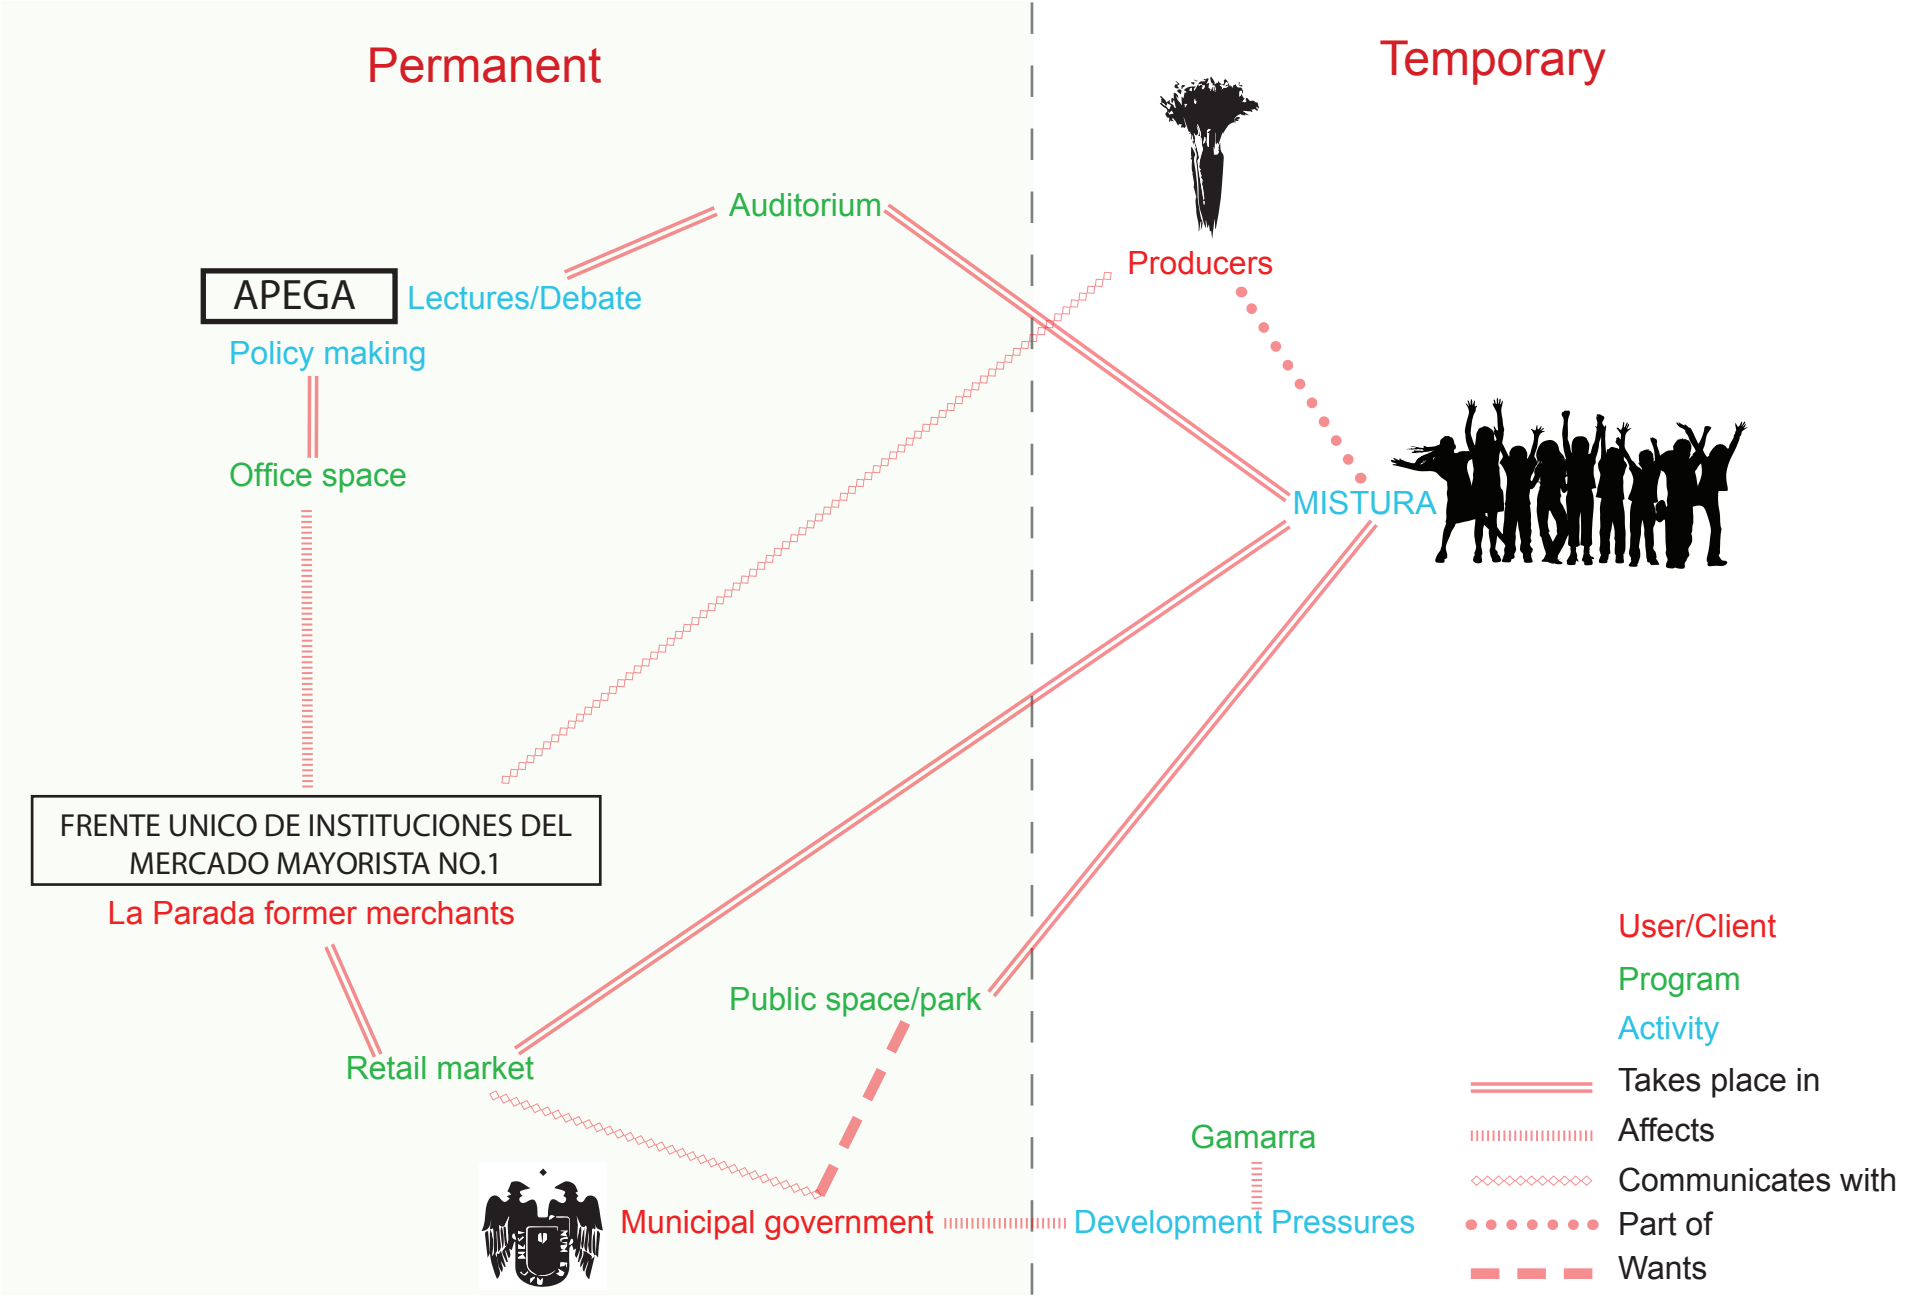 Permanent
Temporary
Auditorium
Producers
APEGA
Lectures/Debate
Policy making
Office space
MISTURA
FRENTE UNICO DE INSTITUCIONES DEL
MERCADO MAYORISTA NO.1
La Parada former merchants
Public space/park
Retail market
Gamarra
Municipal government
Development Pressures
User/Client
Program
Activity
Takes place in
Affects
Communicates with
Part of
Wants